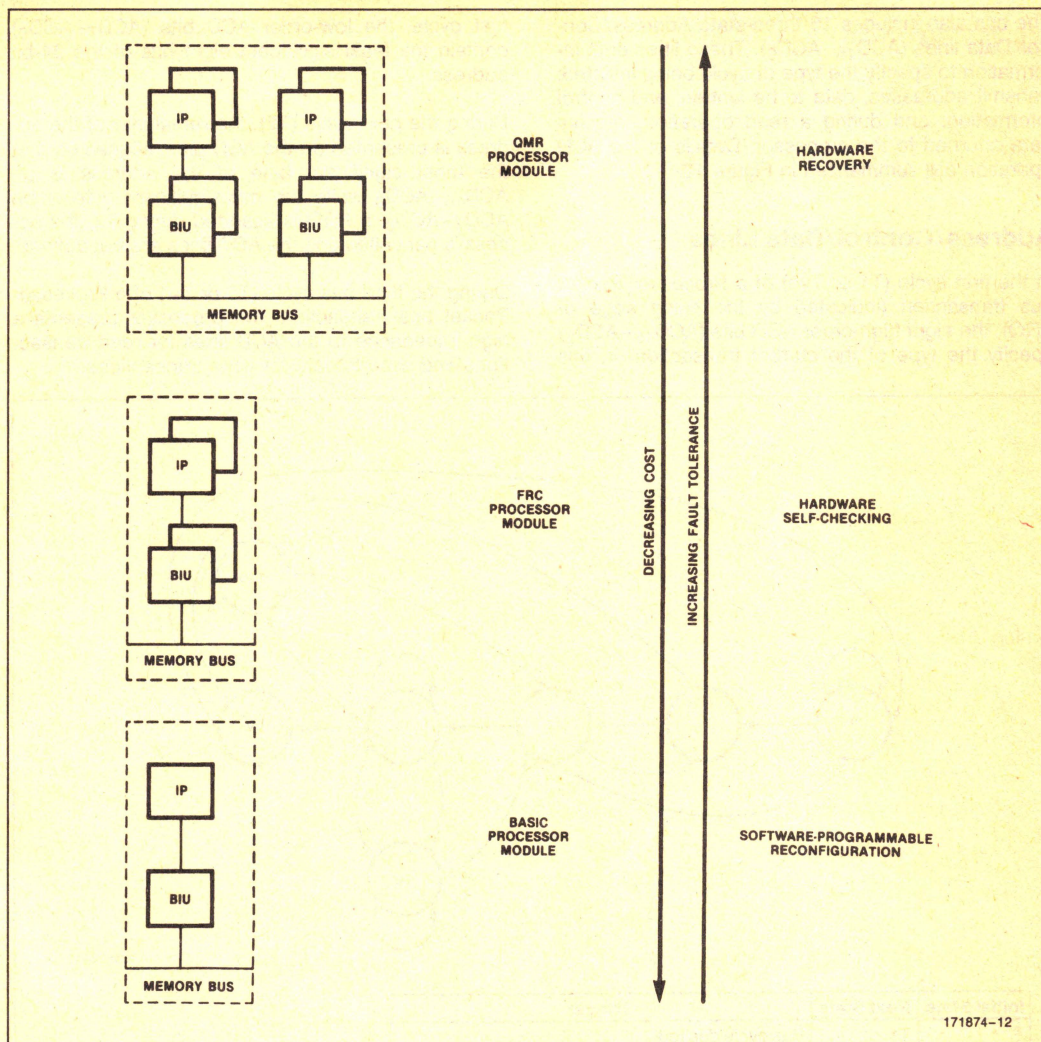 IP
IP
BIU
BIU
MEMORY BUS
QMR
PROCESSOR
MODULE
HARDWARE
RECOVERY
IP
BIU
MEMORY BUS
FRC
PROCESSOR
MODULE
DECREASING COST
INCREASING FAULT TOLERANCE
HARDWARE
SELF-CHECKING
IP
BIU
MEMORY BUS
BASIC
PROCESSOR
MODULE
SOFTWARE-PROGRAMMABLE
RECONFIGURATION
171874–12